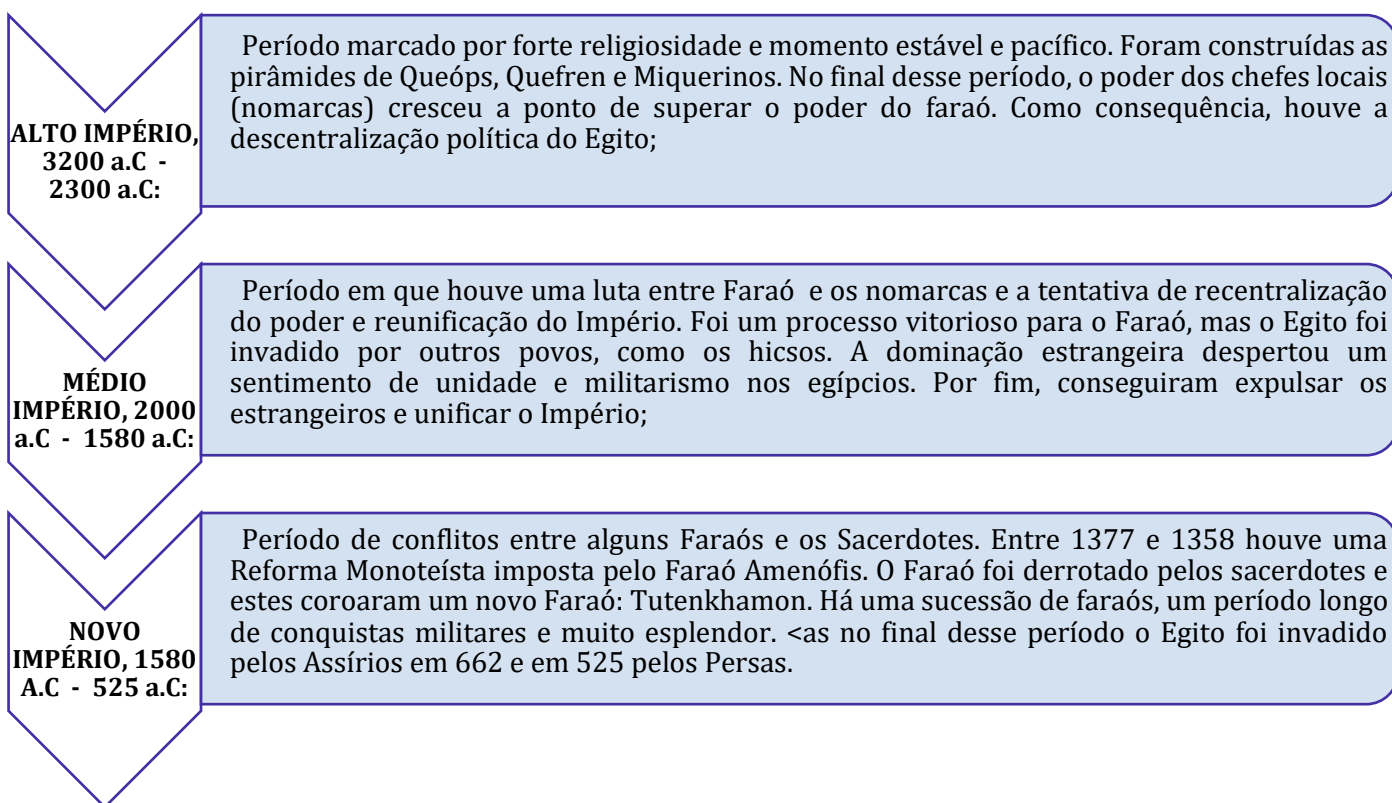 ALTO IMPÉRIO,
3200 a.C -
2300 a.C:
Período marcado por forte religiosidade e momento estável e pacífico. Foram construídas as
pirâmides de Queóps, Quefren e Miquerinos. No final desse período, o poder dos chefes locais
(nomarcas) cresceu a ponto de superar o poder do faraó. Como consequência, houve a
descentralização política do Egito;
MÉDIO
IMPÉRIO, 2000
a.C - 1580 a.C:
Período em que houve uma luta entre Faraó e os nomarcas e a tentativa de recentralização
do poder e reunificação do Império. Foi um processo vitorioso para o Faraó, mas o Egito foi
invadido por outros povos, como os hicsos. A dominação estrangeira despertou um
sentimento de unidade e militarismo nos egípcios. Por fim, conseguiram expulsar os
estrangeiros e unificar o Império;
NOVO
IMPÉRIO, 1580
A.C - 525 a.C:
Período de conflitos entre alguns Faraós e os Sacerdotes. Entre 1377 e 1358 houve uma
Reforma Monoteísta imposta pelo Faraó Amenófis. O Faraó foi derrotado pelos sacerdotes e
estes coroaram um novo Faraó: Tutenkhamon. Há uma sucessão de faraós, um período longo
de conquistas militares e muito esplendor. <as no final desse período o Egito foi invadido
pelos Assírios em 662 e em 525 pelos Persas.